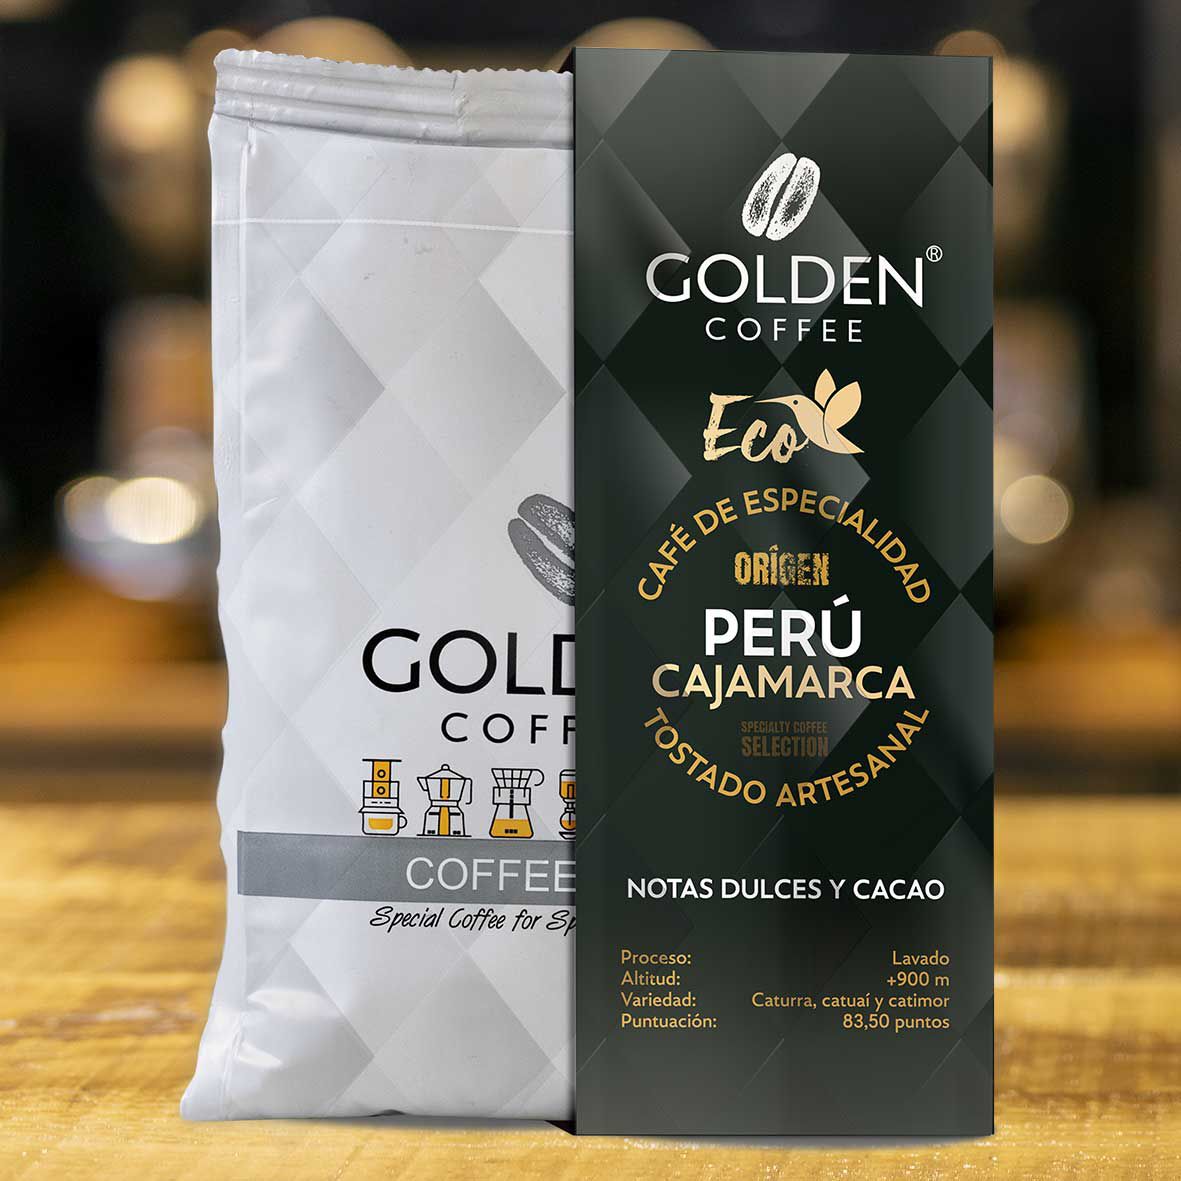 GOLD
COFF
COFFEE
Special Coffee for Sp
GOLDEN®
COFFEE
Eco
CAFÉ DE ESPECIALIDAD
ORÍGEN
PERÚ
CAJAMARCA
SPECIALTY COFFEE
SELECTION
TOSTADO ARTESANAL
NOTAS DULCES Y CACAO
Proceso: Lavado
Altitud: +900 m
Variedad: Caturra, catuaí y catimor
Puntuación: 83,50 puntos